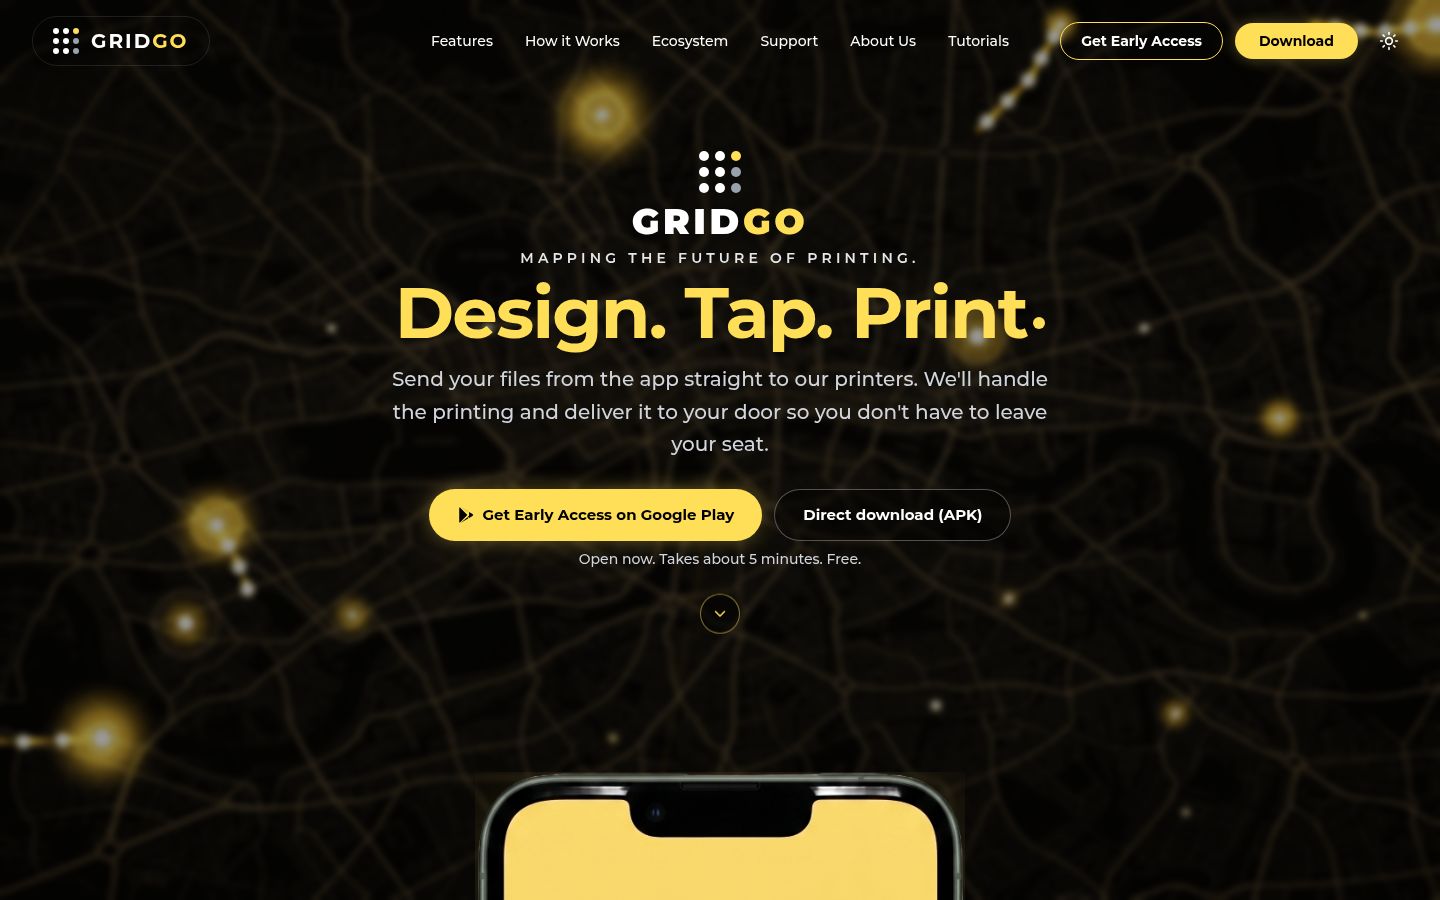 GRIDGO
Features
How it Works
Ecosystem
Support
About Us
Tutorials
Get Early Access
Download
GRIDGO
MAPPING THE FUTURE OF PRINTING.
Design. Tap. Print.
Send your files from the app straight to our printers. We'll handle
the printing and deliver it to your door so you don't have to leave
your seat.
Get Early Access on Google Play
Direct download (APK)
Open now. Takes about 5 minutes. Free.